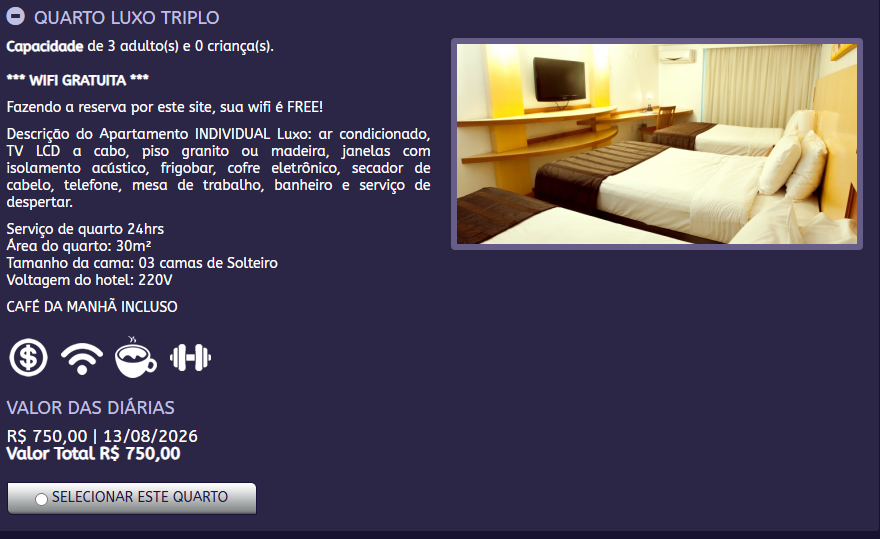 QUARTO LUXO TRIPLO
Capacidade de 3 adulto(s) e 0 criança(s).
*** WIFI GRATUITA ***
Fazendo a reserva por este site, sua wifi é FREE!
Descrição do Apartamento INDIVIDUAL Luxo: ar condicionado,
TV LCD a cabo, piso granito ou madeira, janelas com
isolamento acústico, frigobar, cofre eletrônico, secador de
cabelo, telefone, mesa de trabalho, banheiro e serviço de
despertar.
Serviço de quarto 24hrs
Área do quarto: 30m²
Tamanho da cama: 03 camas de Solteiro
Voltagem do hotel: 220V
CAFÉ DA MANHÃ INCLUSO
$
VALOR DAS DIÁRIAS
R$ 750,00 | 13/08/2026
Valor Total R$ 750,00
SELECIONAR ESTE QUARTO